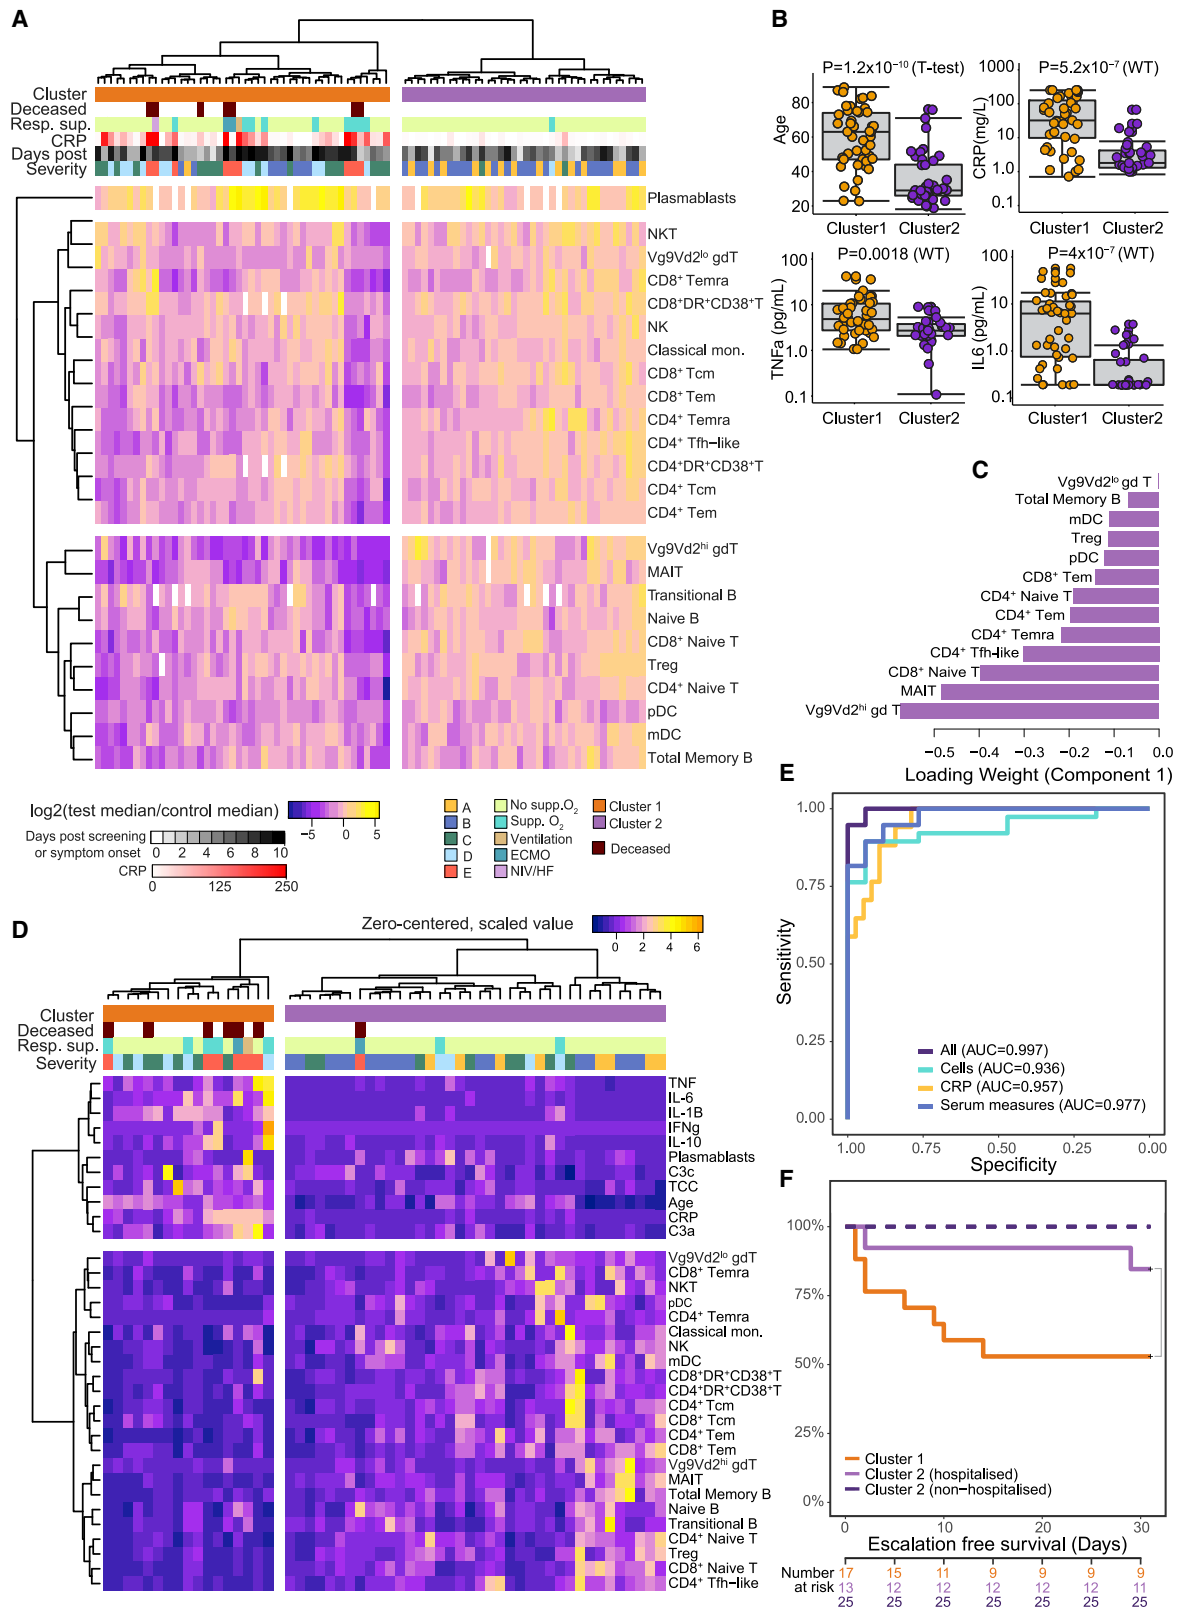 A
Cluster
Deceased
Resp. sup.
CRP
Days post
Severity
Plasmablasts
NKT
Vg9Vd2ˡᵒ gdT
CD8⁺ Temra
CD8⁺DR⁺CD38⁺T
NK
Classical mon.
CD8⁺ Tcm
CD8⁺ Tem
CD4⁺ Temra
CD4⁺ Tfh−like
CD4⁺DR⁺CD38⁺T
CD4⁺ Tcm
CD4⁺ Tem
Vg9Vd2ʰⁱ gdT
MAIT
Transitional B
Naive B
CD8⁺ Naive T
Treg
CD4⁺ Naive T
pDC
mDC
Total Memory B
log2(test median/control median)
−5 0 5
Days post screening
or symptom onset
0 2 4 6 8 10
CRP
0 125 250
A
B
C
D
E
No supp.O₂
Supp. O₂
Ventilation
ECMO
NIV/HF
Cluster 1
Cluster 2
Deceased
B
P=1.2x10⁻¹⁰ (T-test)
Age
80
60
40
20
Cluster1 Cluster2
P=5.2x10⁻⁷ (WT)
CRP(mg/L)
1000
100
10
1.0
0.1
Cluster1 Cluster2
P=0.0018 (WT)
TNFa (pg/mL)
100
10
1.0
0.1
Cluster1 Cluster2
P=4x10⁻⁷ (WT)
IL6 (pg/mL)
100
10
1.0
0.1
Cluster1 Cluster2
C
Vg9Vd2ˡᵒ gd T
Total Memory B
mDC
Treg
pDC
CD8⁺ Tem
CD4⁺ Naive T
CD4⁺ Tem
CD4⁺ Temra
CD4⁺ Tfh-like
CD8⁺ Naive T
MAIT
Vg9Vd2ʰⁱ gd T
−0.5 −0.4 −0.3 −0.2 −0.1 0.0
Loading Weight (Component 1)
D
Zero-centered, scaled value
0 2 4 6
Cluster
Deceased
Resp. sup.
Severity
TNF
IL-6
IL-1B
IFNg
IL-10
Plasmablasts
C3c
TCC
Age
CRP
C3a
Vg9Vd2ˡᵒ gdT
CD8⁺ Temra
NKT
pDC
CD4⁺ Temra
Classical mon.
NK
mDC
CD8⁺DR⁺CD38⁺T
CD4⁺DR⁺CD38⁺T
CD4⁺ Tcm
CD8⁺ Tcm
CD4⁺ Tem
CD8⁺ Tem
Vg9Vd2ʰⁱ gdT
MAIT
Total Memory B
Naive B
Transitional B
CD4⁺ Naive T
Treg
CD8⁺ Naive T
CD4⁺ Tfh-like
E
Sensitivity
1.00
0.75
0.50
0.25
0.00
All (AUC=0.997)
Cells (AUC=0.936)
CRP (AUC=0.957)
Serum measures (AUC=0.977)
1.00 0.75 0.50 0.25 0.00
Specificity
F
100%
75%
50%
25%
0%
Cluster 1
Cluster 2 (hospitalised)
Cluster 2 (non-hospitalised)
0 10 20 30
Escalation free survival (Days)
Number
at risk
17 15 11 9 9 9 9
13 12 12 12 12 12 11
25 25 25 25 25 25 25